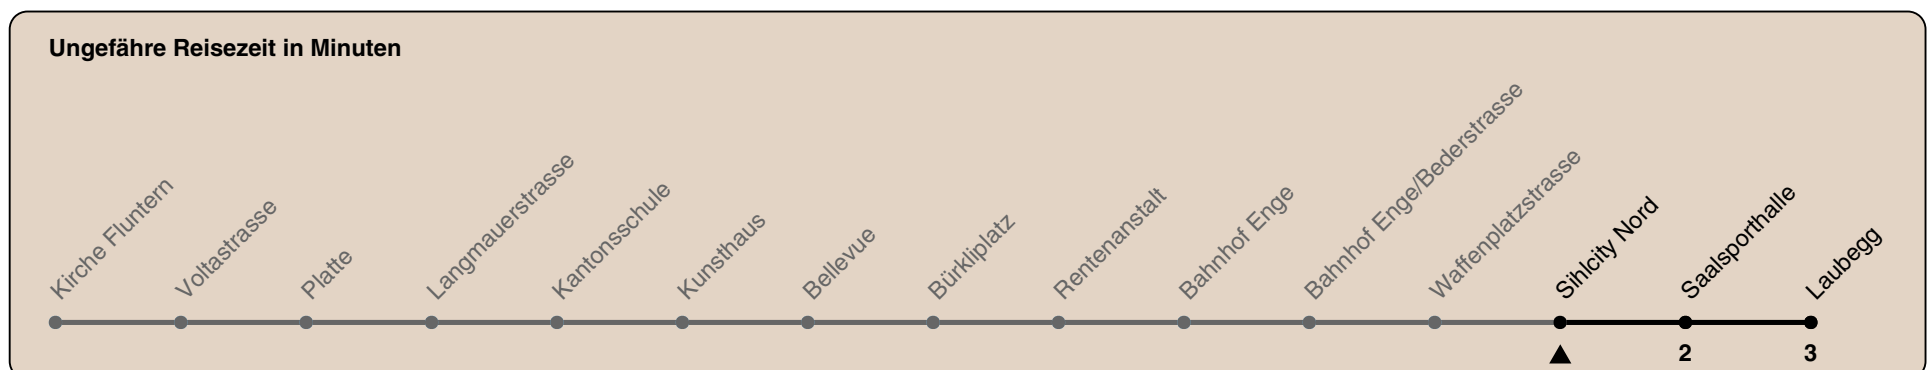 Ungefähre Reisezeit in Minuten
Kirche Fluntern
Voltastrasse
Platte
Langmauerstrasse
Kantonsschule
Kunsthaus
Bellevue
Bürkliplatz
Rentenanstalt
Bahnhof Enge
Bahnhof Enge/Bederstrasse
Waffenplatzstrasse
Sihlcity Nord
Saalsporthalle
Laubegg
2
3